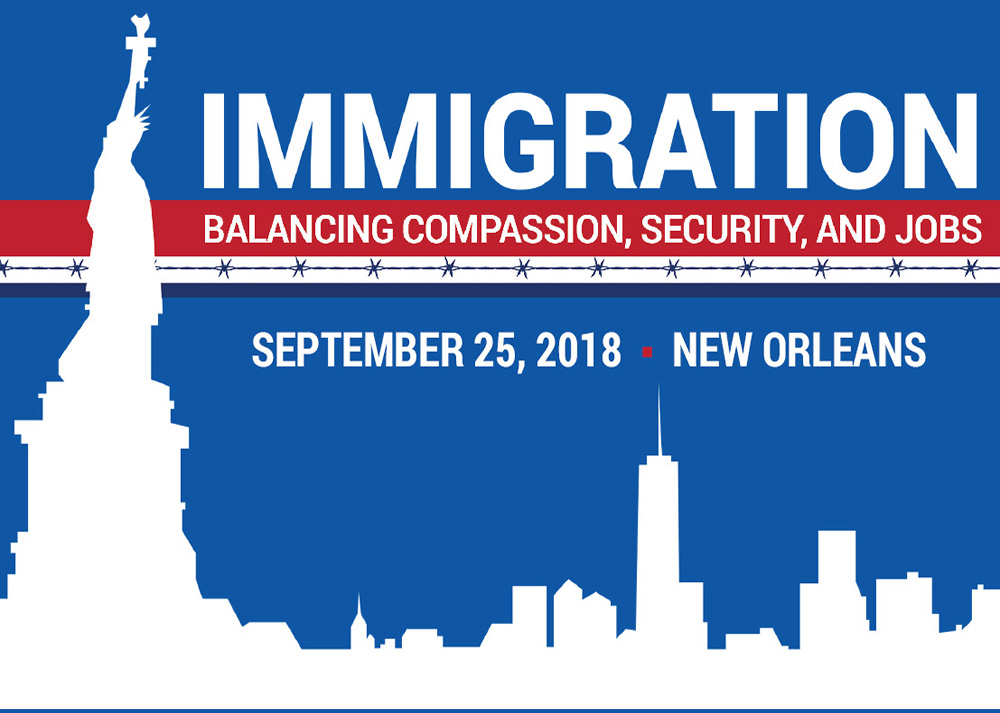 IMMIGRATION
BALANCING COMPASSION, SECURITY, AND JOBS
SEPTEMBER 25, 2018 ▪ NEW ORLEANS